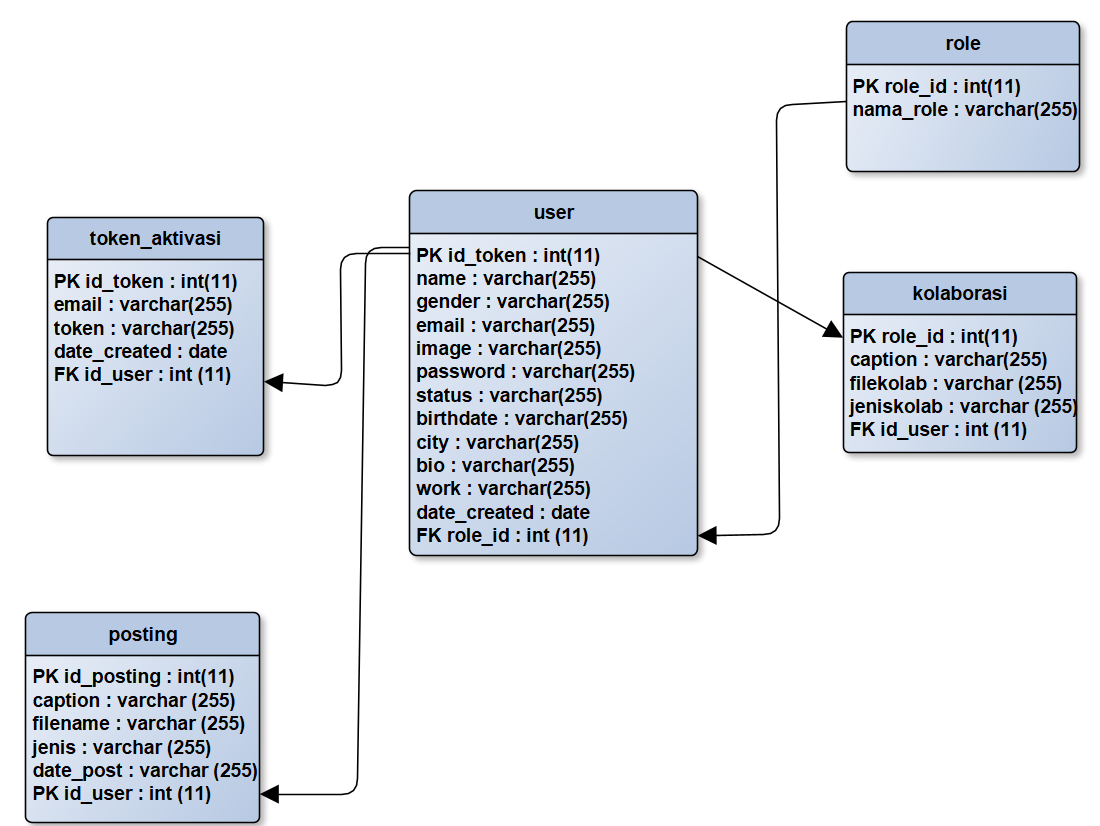 role
PK role_id : int(11)
nama_role : varchar(255)
user
PK id_token : int(11)
name : varchar(255)
gender : varchar(255)
email : varchar(255)
image : varchar(255)
password : varchar(255)
status : varchar(255)
birthdate : varchar(255)
city : varchar(255)
bio : varchar(255)
work : varchar(255)
date_created : date
FK role_id : int (11)
token_aktivasi
PK id_token : int(11)
email : varchar(255)
token : varchar(255)
date_created : date
FK id_user : int (11)
kolaborasi
PK role_id : int(11)
caption : varchar(255)
filekolab : varchar (255)
jeniskolab : varchar (255)
FK id_user : int (11)
posting
PK id_posting : int(11)
caption : varchar (255)
filename : varchar (255)
jenis : varchar (255)
date_post : varchar (255)
PK id_user : int (11)